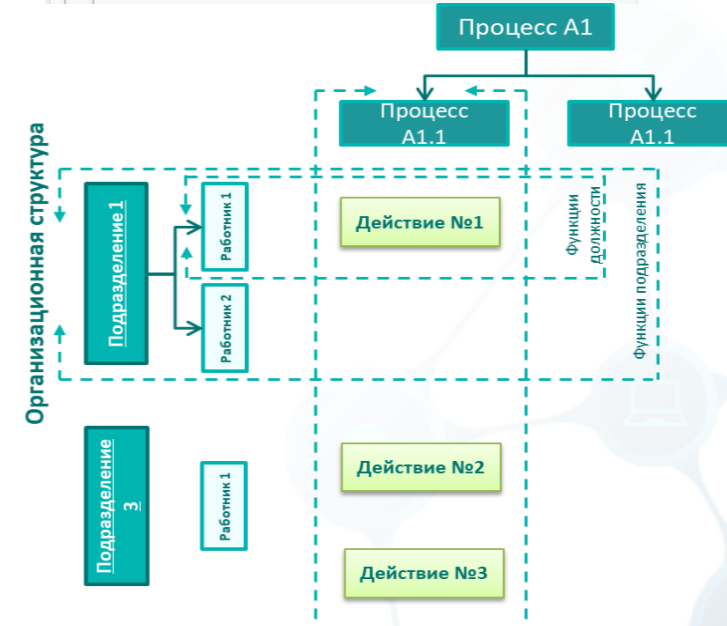 Процесс А1
Процесс
А1.1
Процесс
А1.1
Организационная структура
Подразделение 1
Работник 1
Работник 2
Действие №1
Функции
должности
Функции подразделения
Подразделение
3
Работник 1
Действие №2
Действие №3